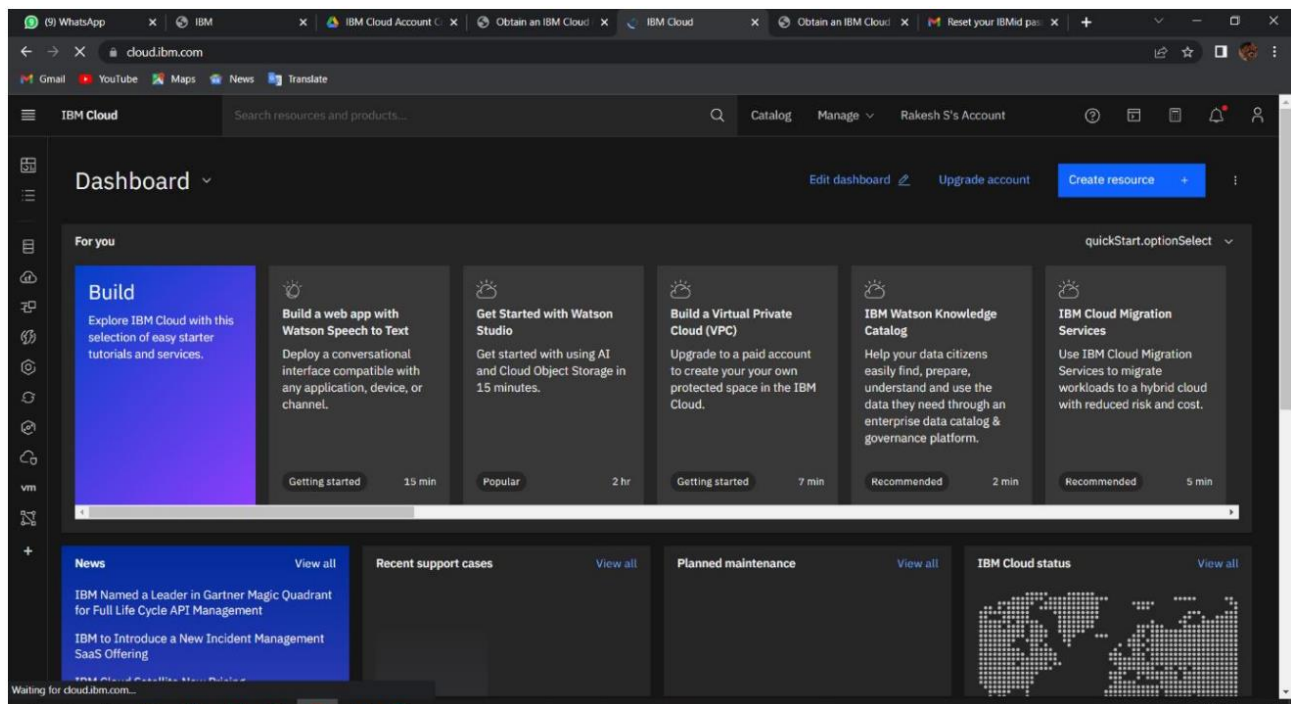 (9) WhatsApp
IBM
IBM Cloud Account C
Obtain an IBM Cloud
IBM Cloud
Obtain an IBM Cloud
Reset your IBMid pas
cloud.ibm.com
Gmail
YouTube
Maps
News
Translate
IBM Cloud
Search resources and products...
Catalog
Manage
Rakesh S's Account
Dashboard
Edit dashboard
Upgrade account
Create resource +
For you
quickStart.optionSelect
Build
Explore IBM Cloud with this
selection of easy starter
tutorials and services.
Build a web app with
Watson Speech to Text
Deploy a conversational
interface compatible with
any application, device, or
channel.
Getting started
15 min
Get Started with Watson
Studio
Get started with using AI
and Cloud Object Storage in
15 minutes.
Popular
2 hr
Build a Virtual Private
Cloud (VPC)
Upgrade to a paid account
to create your your own
protected space in the IBM
Cloud.
Getting started
7 min
IBM Watson Knowledge
Catalog
Help your data citizens
easily find, prepare,
understand and use the
data they need through an
enterprise data catalog &
governance platform.
Recommended
2 min
IBM Cloud Migration
Services
Use IBM Cloud Migration
Services to migrate
workloads to a hybrid cloud
with reduced risk and cost.
Recommended
5 min
vm
News
View all
IBM Named a Leader in Gartner Magic Quadrant
for Full Life Cycle API Management
IBM to Introduce a New Incident Management
SaaS Offering
IBM Cloud Satellite New Pricing
Recent support cases
View all
Planned maintenance
View all
IBM Cloud status
View all
Waiting for cloud.ibm.com...